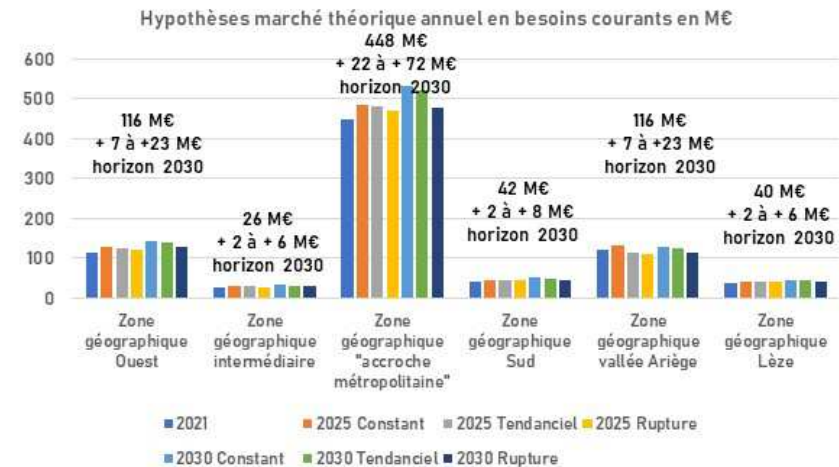 Hypothèses marché théorique annuel en besoins courants en M€
448 M€
+ 22 à + 72 M€
horizon 2030
116 M€
+ 7 à +23 M€
horizon 2030
26 M€
+ 2 à + 6 M€
horizon 2030
42 M€
+ 2 à + 8 M€
horizon 2030
116 M€
+ 7 à +23 M€
horizon 2030
40 M€
+ 2 à + 6 M€
horizon 2030
600
500
400
300
200
100
0
Zone géographique Ouest
Zone géographique intermédiaire
Zone géographique "accroche métropolitaine"
Zone géographique Sud
Zone géographique vallée Ariège
Zone géographique Lèze
2021 2025 Constant 2025 Tendanciel 2025 Rupture
2030 Constant 2030 Tendanciel 2030 Rupture